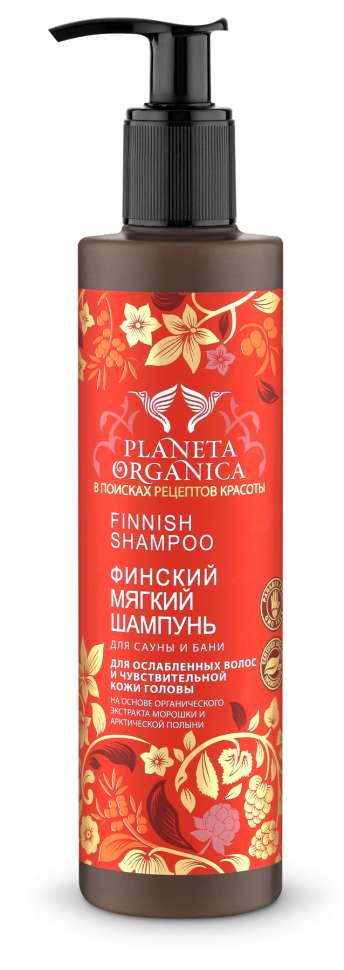 PLANETA
ORGANICA
В ПОИСКАХ РЕЦЕПТОВ КРАСОТЫ
FINNISH
SHAMPOO
ФИНСКИЙ
МЯГКИЙ
ШАМПУНЬ
ДЛЯ САУНЫ И БАНИ
ДЛЯ ОСЛАБЛЕННЫХ ВОЛОС
И ЧУВСТВИТЕЛЬНОЙ
КОЖИ ГОЛОВЫ
НА ОСНОВЕ ОРГАНИЧЕСКОГО
ЭКСТРАКТА МОРОШКИ И
АРКТИЧЕСКОЙ ПОЛЫНИ